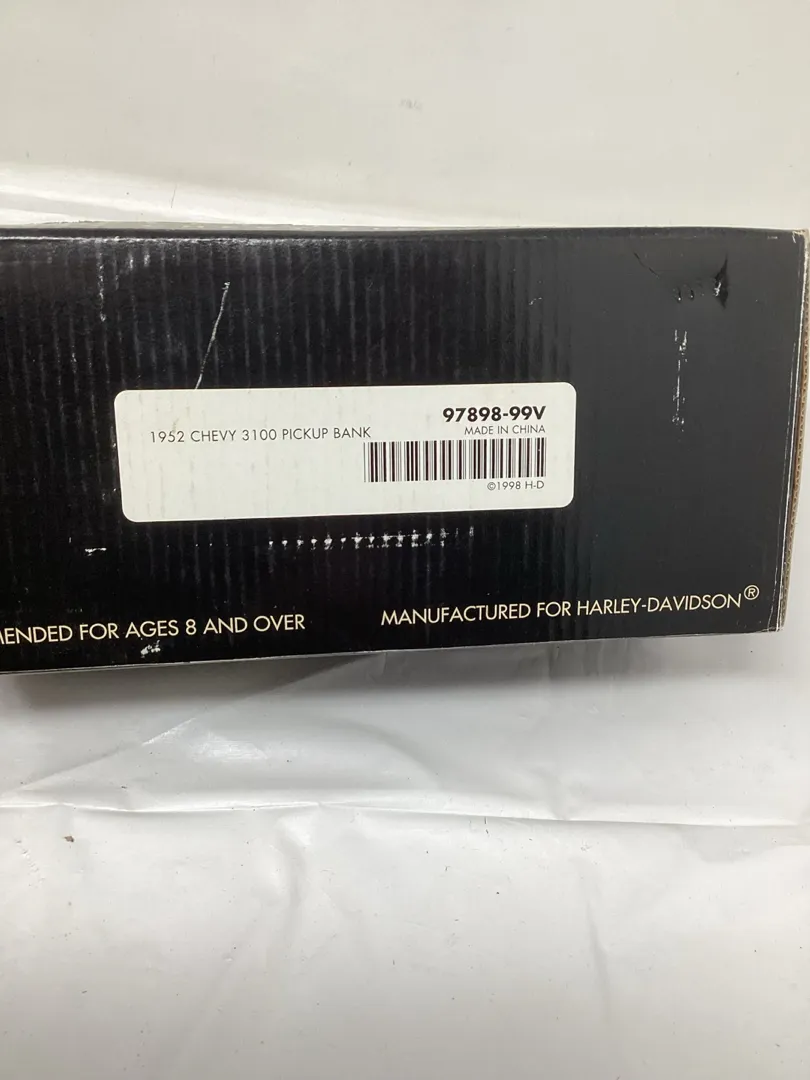 97898-99V
1952 CHEVY 3100 PICKUP BANK
MADE IN CHINA
©1998 H-D
ENDED FOR AGES 8 AND OVER
MANUFACTURED FOR HARLEY-DAVIDSON®